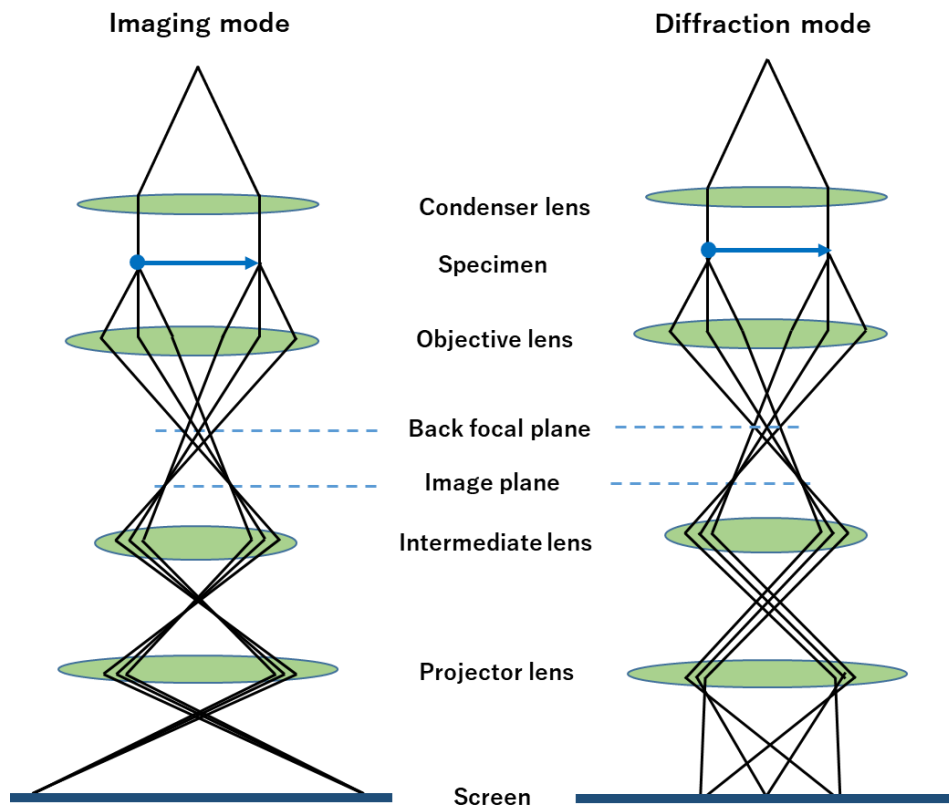 Imaging mode
Diffraction mode
Condenser lens
Specimen
Objective lens
Back focal plane
Image plane
Intermediate lens
Projector lens
Screen